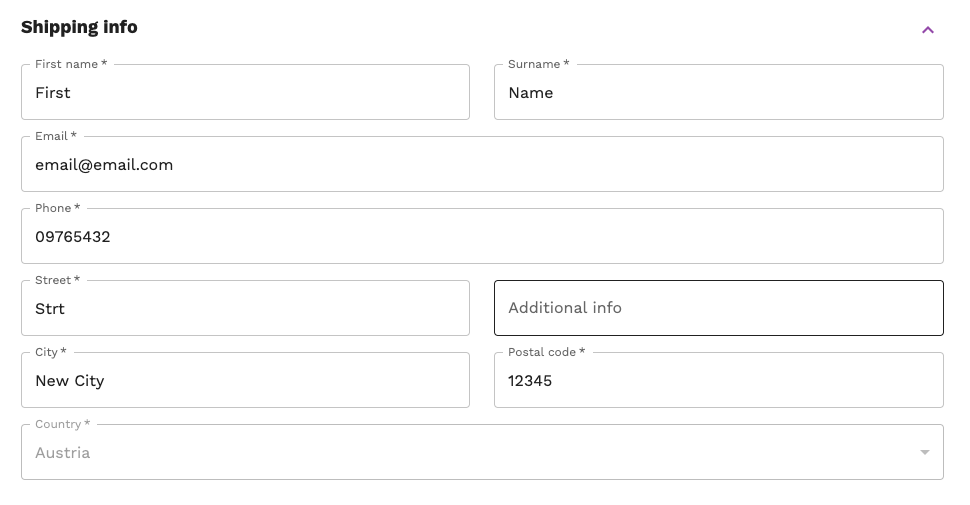 Shipping info
First name *
Surname *
First
Name
Email *
email@email.com
Phone *
09765432
Street *
Strt
Additional info
City *
Postal code *
New City
12345
Country *
Austria